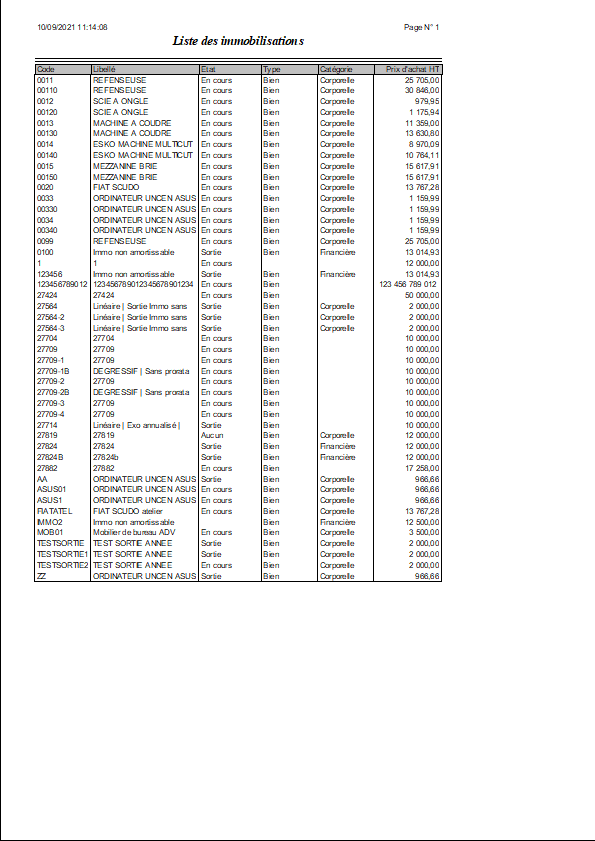 10/09/2021 11:14:08 Page N° 1
Liste des immobilisations
Code Libellé Etat Type Catégorie Prix d'achat HT
0011 REFENSEUSE En cours Bien Corporelle 25 705,00
00110 REFENSEUSE En cours Bien Corporelle 30 846,00
0012 SCIE A ONGLE En cours Bien Corporelle 979,95
00120 SCIE A ONGLE En cours Bien Corporelle 1 175,94
0013 MACHINE A COUDRE En cours Bien Corporelle 11 359,00
00130 MACHINE A COUDRE En cours Bien Corporelle 13 630,80
0014 ESKO MACHINE MULTICUT En cours Bien Corporelle 8 970,09
00140 ESKO MACHINE MULTICUT En cours Bien Corporelle 10 764,11
0015 MEZZANINE BRIE En cours Bien Corporelle 15 617,91
00150 MEZZANINE BRIE En cours Bien Corporelle 15 617,91
0020 FIAT SCUDO En cours Bien Corporelle 13 767,28
0033 ORDINATEUR UNCEN ASUS En cours Bien Corporelle 1 159,99
00330 ORDINATEUR UNCEN ASUS En cours Bien Corporelle 1 159,99
0034 ORDINATEUR UNCEN ASUS En cours Bien Corporelle 1 159,99
00340 ORDINATEUR UNCEN ASUS En cours Bien Corporelle 1 159,99
0099 REFENSEUSE En cours Bien Corporelle 25 705,00
0100 Immo non amortissable Sortie Bien Financière 13 014,93
1 1 En cours Bien 12 000,00
123456 Immo non amortissable Sortie Bien Financière 13 014,93
123456789012 123456789012345678901234 En cours Bien 123 456 789 012
27424 27424 En cours Bien 50 000,00
27564 Linéaire | Sortie Immo sans Sortie Bien Corporelle 2 000,00
27564-2 Linéaire | Sortie Immo sans Sortie Bien Corporelle 2 000,00
27564-3 Linéaire | Sortie Immo sans Sortie Bien Corporelle 2 000,00
27704 27704 En cours Bien 10 000,00
27709 27709 En cours Bien 10 000,00
27709-1 27709 En cours Bien 10 000,00
27709-1B DEGRESSIF | Sans prorata En cours Bien 10 000,00
27709-2 27709 En cours Bien 10 000,00
27709-2B DEGRESSIF | Sans prorata En cours Bien 10 000,00
27709-3 27709 En cours Bien 10 000,00
27709-4 27709 En cours Bien 10 000,00
27714 Linéaire | Exo annualisé | Sortie Bien 10 000,00
27819 27819 Aucun Bien Corporelle 12 000,00
27824 27824 Sortie Bien Financière 12 000,00
27824B 27824b Sortie Bien Financière 12 000,00
27882 27882 En cours Bien 17 258,00
AA ORDINATEUR UNCEN ASUS Sortie Bien Corporelle 966,66
ASUS01 ORDINATEUR UNCEN ASUS En cours Bien Corporelle 966,66
ASUS1 ORDINATEUR UNCEN ASUS En cours Bien Corporelle 966,66
FIATATEL FIAT SCUDO atelier En cours Bien Corporelle 13 767,28
IMMO2 Immo non amortissable Bien Financière 12 500,00
MOB01 Mobilier de bureau ADV En cours Bien Corporelle 3 500,00
TESTSORTIE TEST SORTIE ANNEE Sortie Bien Corporelle 2 000,00
TESTSORTIE1 TEST SORTIE ANNEE Sortie Bien Corporelle 2 000,00
TESTSORTIE2 TEST SORTIE ANNEE En cours Bien Corporelle 2 000,00
ZZ ORDINATEUR UNCEN ASUS Sortie Bien Corporelle 966,66